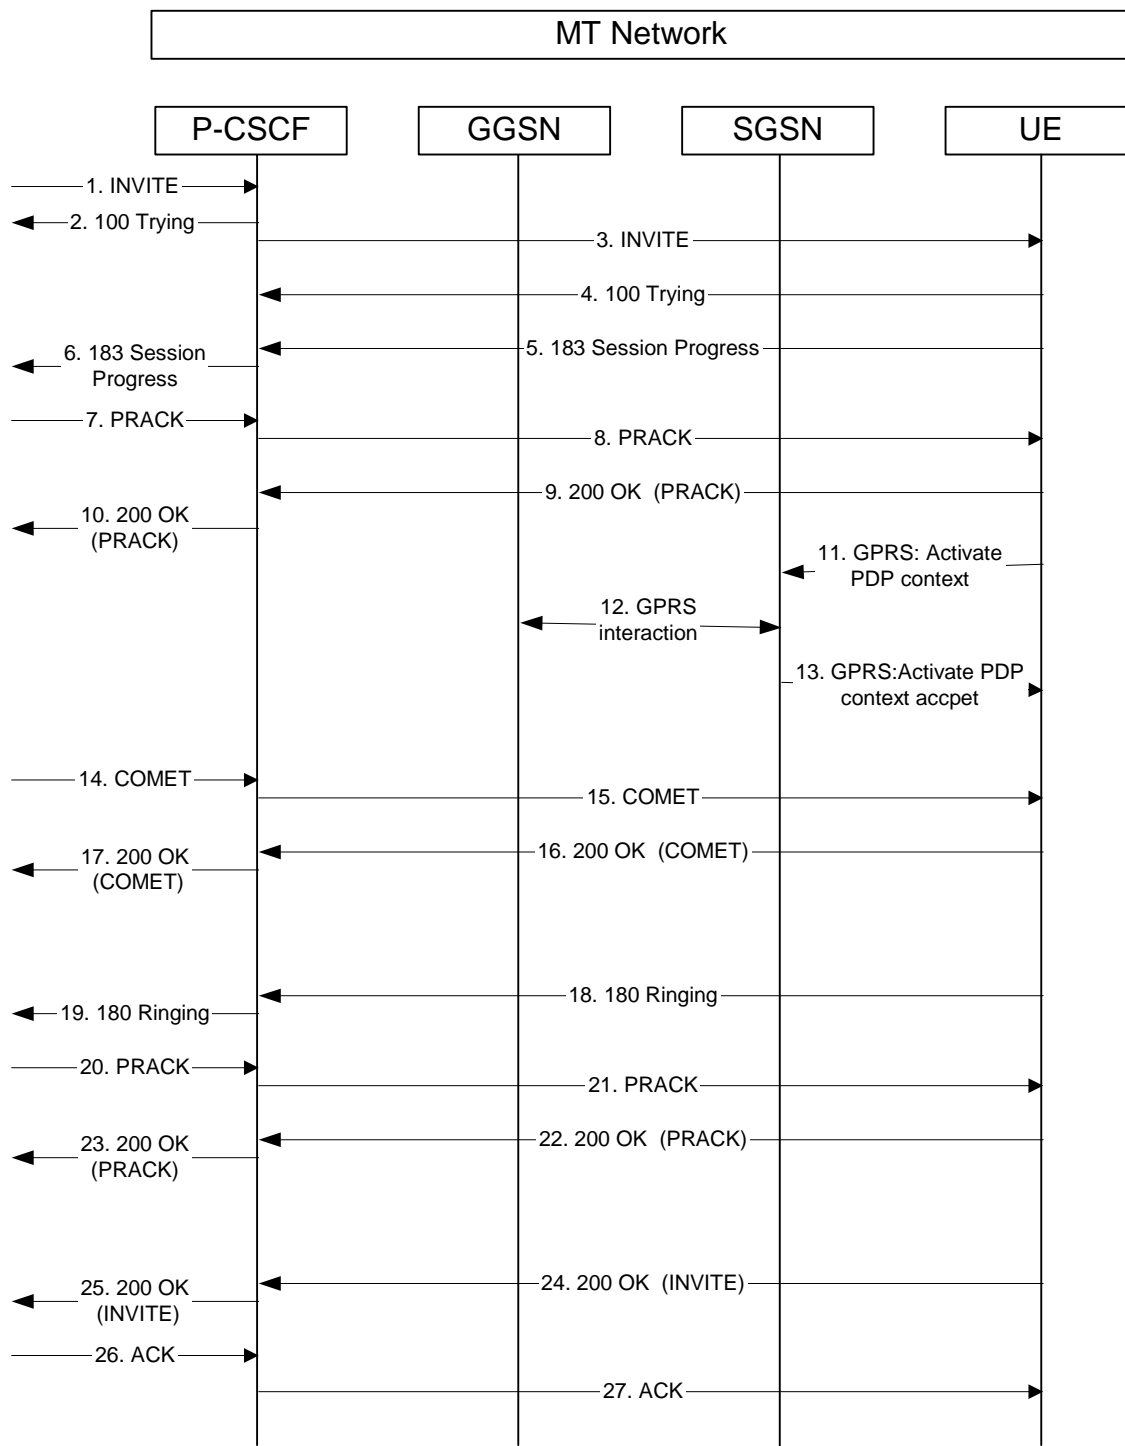 MT Network
P-CSCF
GGSN
SGSN
UE
1. INVITE
2. 100 Trying
3. INVITE
4. 100 Trying
5. 183 Session Progress
6. 183 Session
Progress
7. PRACK
8. PRACK
9. 200 OK  (PRACK)
10. 200 OK
(PRACK)
11. GPRS: Activate
PDP context
12. GPRS
interaction
13. GPRS:Activate PDP
context accpet
14. COMET
15. COMET
16. 200 OK  (COMET)
17. 200 OK
(COMET)
18. 180 Ringing
19. 180 Ringing
20. PRACK
21. PRACK
22. 200 OK  (PRACK)
23. 200 OK
(PRACK)
24. 200 OK  (INVITE)
25. 200 OK
(INVITE)
26. ACK
27. ACK